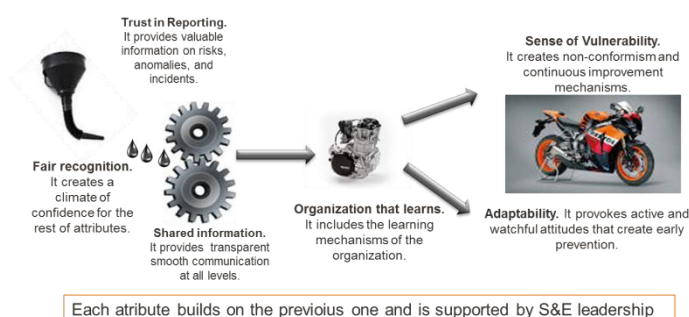 Trust in Reporting.
It provides valuable
information on risks,
anomalies, and
incidents.
Fair recognition.
It creates a
climate of
confidence for the
rest of attributes.
Shared information.
It provides transparent
smooth communication
at all levels.
Organization that learns.
It includes the learning
mechanisms of the
organization.
Sense of Vulnerability.
It creates non-conformism and
continuous improvement
mechanisms.
Adaptability. It provokes active and
watchful attitudes that create early
prevention.
Each atribute builds on the previoius one and is supported by S&E leadership